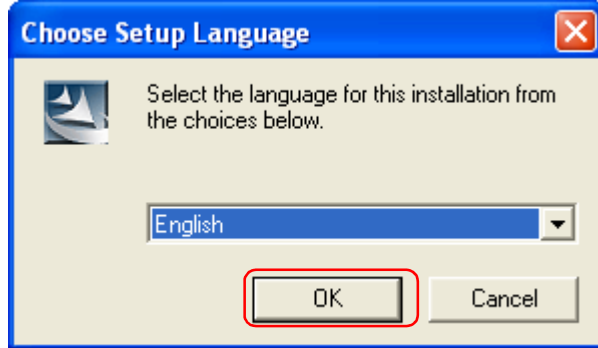 Choose Setup Language
Select the language for this installation from
the choices below.
English
OK
Cancel